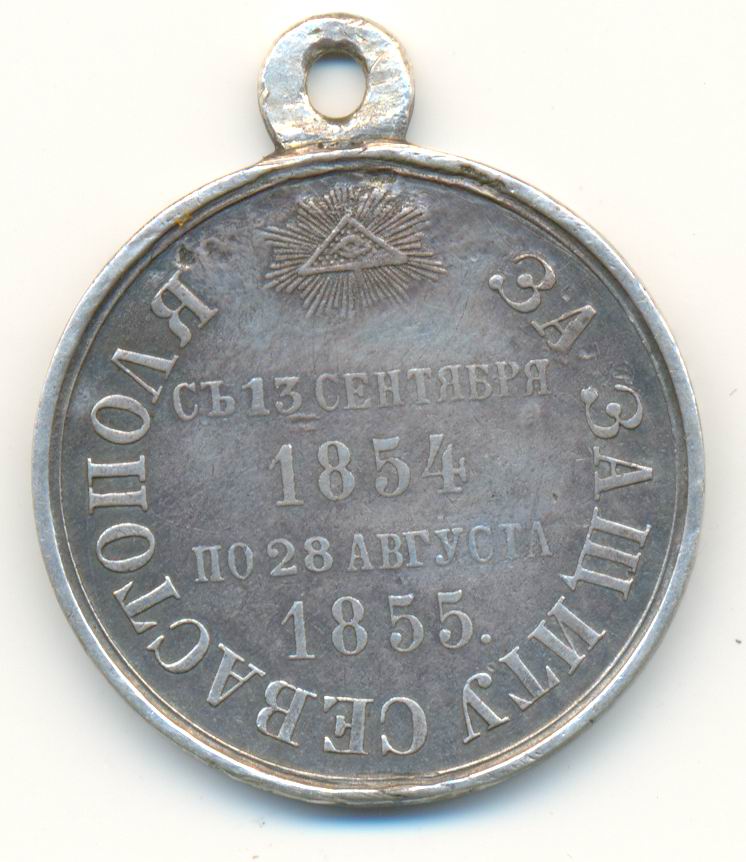 ЗА ЗАЩИТУ СЕВАСТОПОЛЯ
СЪ 13 СЕНТЯБРЯ
1854
ПО 28 АВГУСТА
1855.